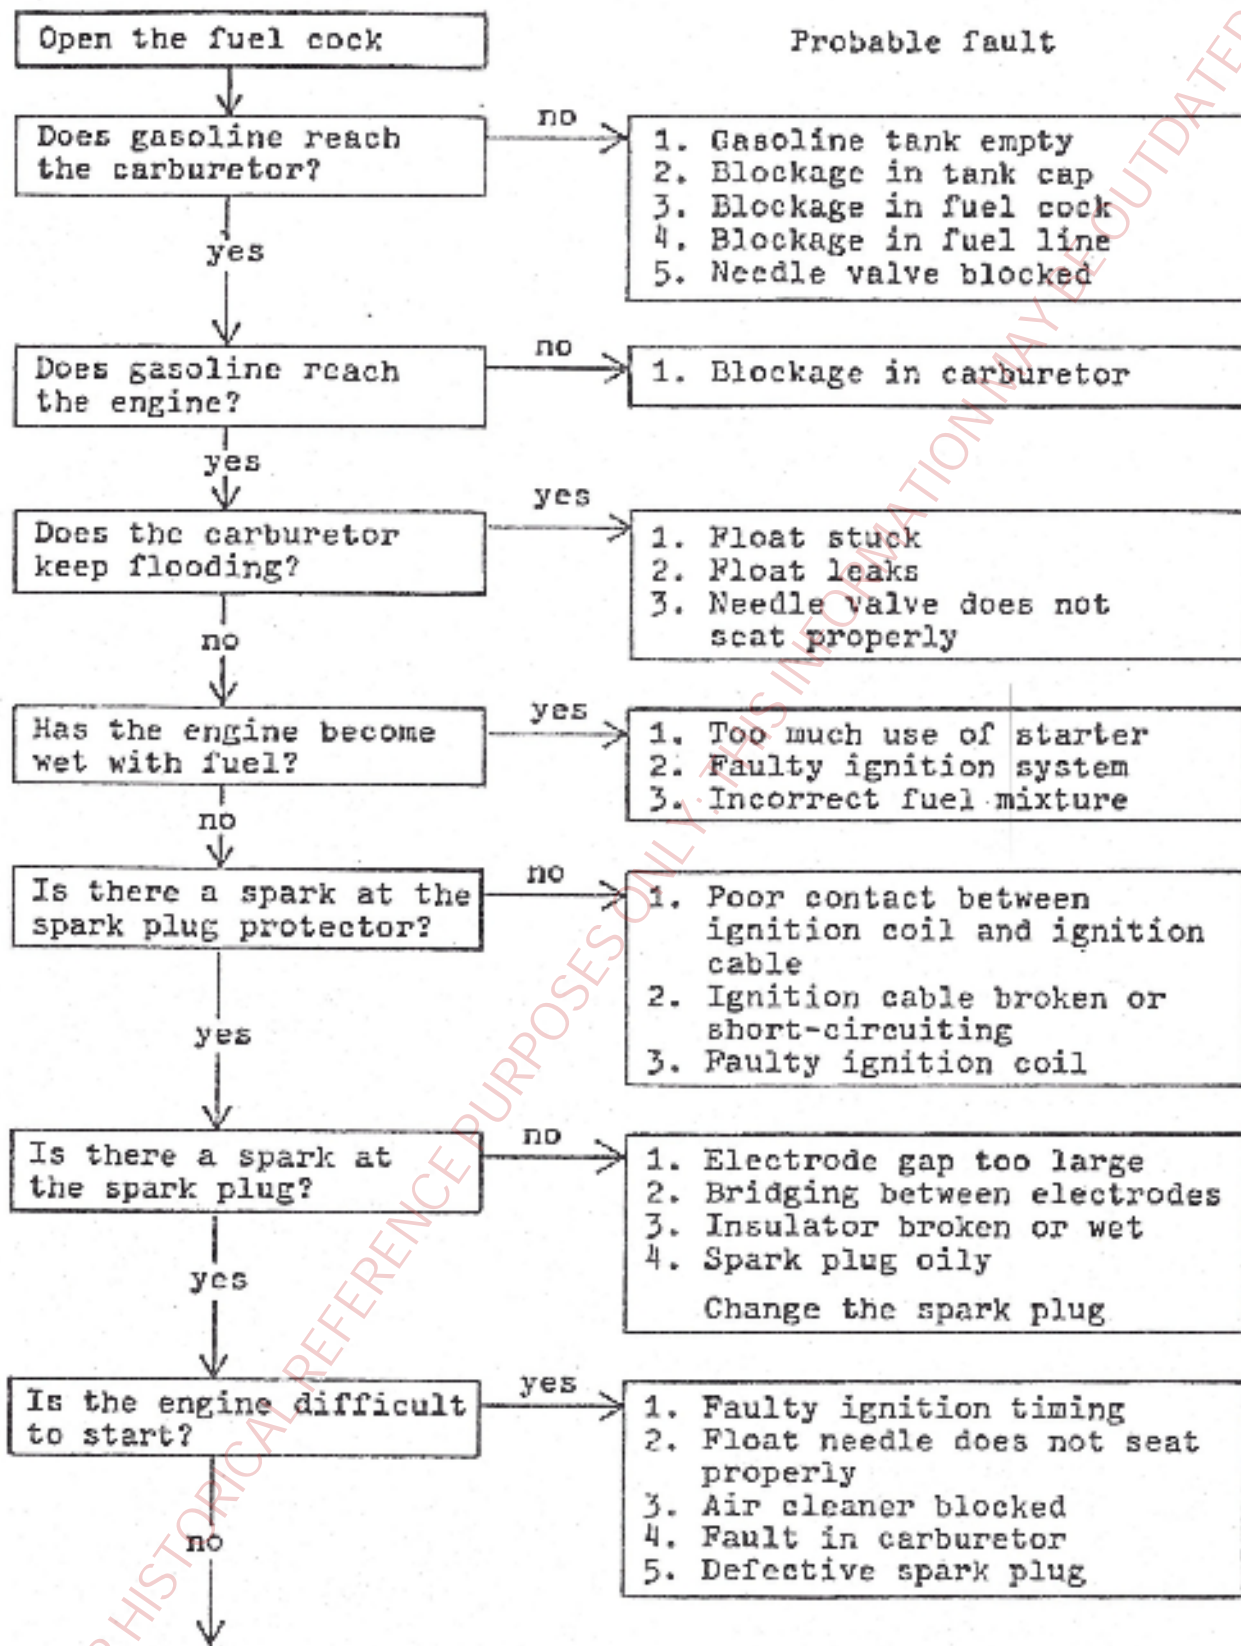 Open the fuel cock
Probable fault
Does gasoline reach
the carburetor?
no
1. Gasoline tank empty
2. Blockage in tank cap
3. Blockage in fuel cock
4. Blockage in fuel line
5. Needle valve blocked
yes
Does gasoline reach
the engine?
no
1. Blockage in carburetor
yes
Does the carburetor
keep flooding?
yes
1. Float stuck
2. Float leaks
3. Needle valve does not
seat properly
no
Has the engine become
wet with fuel?
yes
1. Too much use of starter
2. Faulty ignition system
3. Incorrect fuel mixture
no
Is there a spark at the
spark plug protector?
no
1. Poor contact between
ignition coil and ignition
cable
2. Ignition cable broken or
short-circuiting
3. Faulty ignition coil
yes
Is there a spark at
the spark plug?
no
1. Electrode gap too large
2. Bridging between electrodes
3. Insulator broken or wet
4. Spark plug oily
Change the spark plug
yes
Is the engine difficult
to start?
yes
1. Faulty ignition timing
2. Float needle does not seat
properly
3. Air cleaner blocked
4. Fault in carburetor
5. Defective spark plug
no
HISTORICAL REFERENCE PURPOSES ONLY. THIS INFORMATION MAY BE OUTDATED